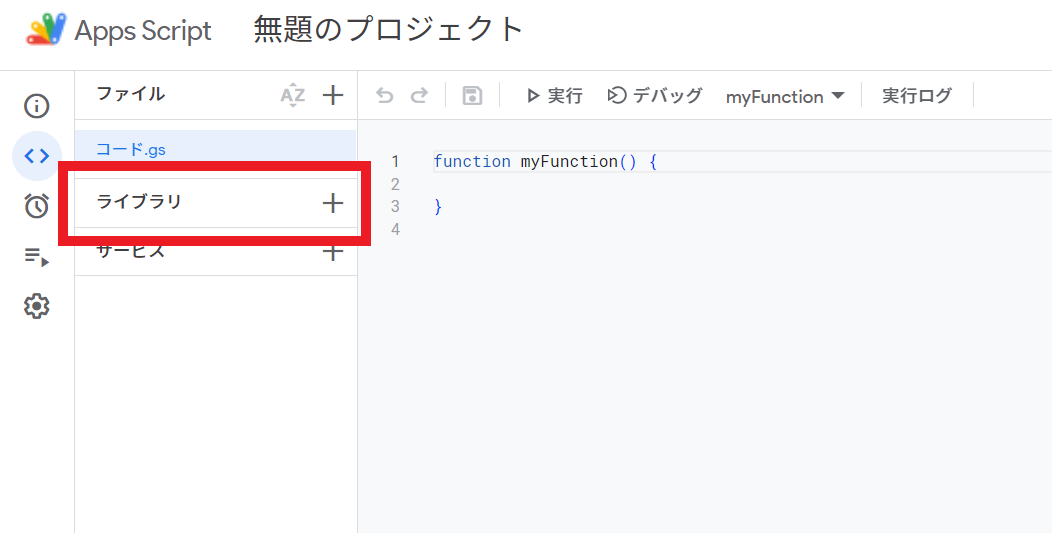 Apps Script 無題のプロジェクト
ファイル AZ 実行 デバッグ myFunction 実行ログ
コード.gs
ライブラリ
サービス
1 function myFunction() {
2
3 }
4